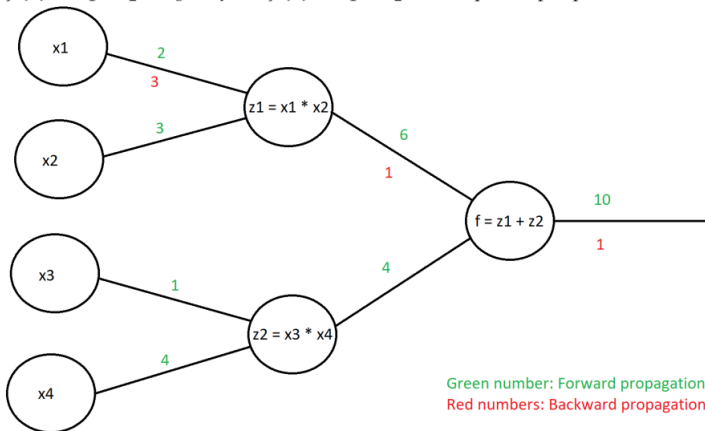 x1
2
3
z1 = x1 * x2
x2
3
6
1
f = z1 + z2
10
1
x3
1
4
z2 = x3 * x4
4
x4
Green number: Forward propagation
Red numbers: Backward propagation